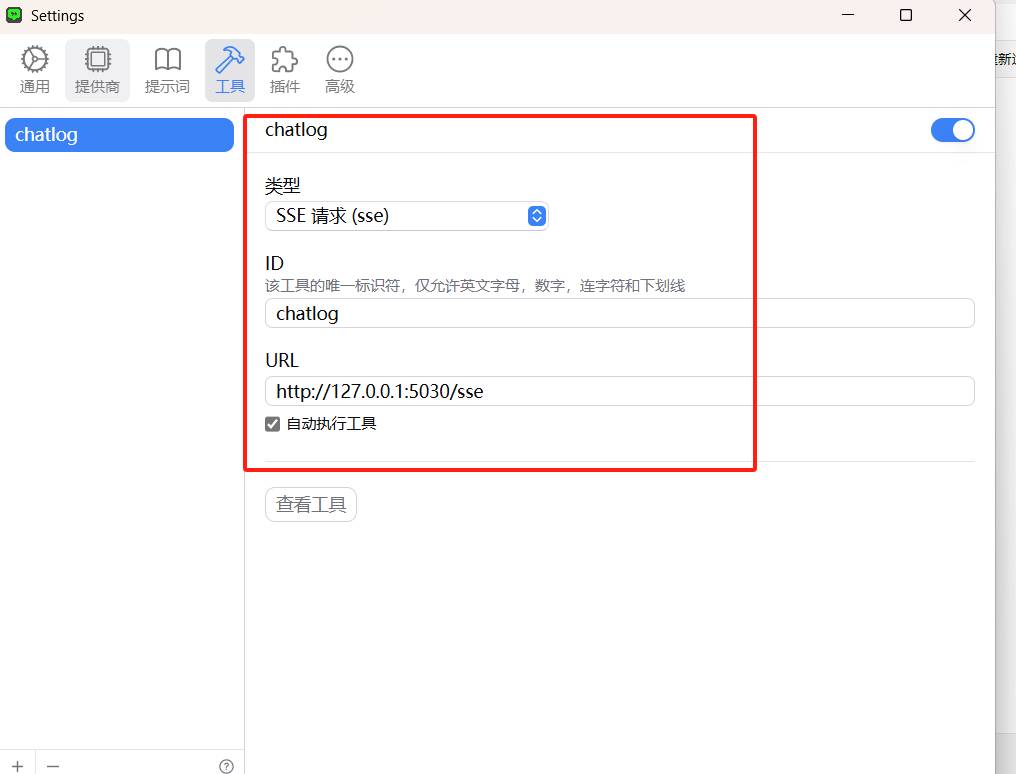 Settings
通用
提供商
提示词
工具
插件
高级
chatlog
chatlog
类型
SSE 请求 (sse)
ID
该工具的唯一标识符，仅允许英文字母，数字，连字符和下划线
chatlog
URL
http://127.0.0.1:5030/sse
自动执行工具
查看工具